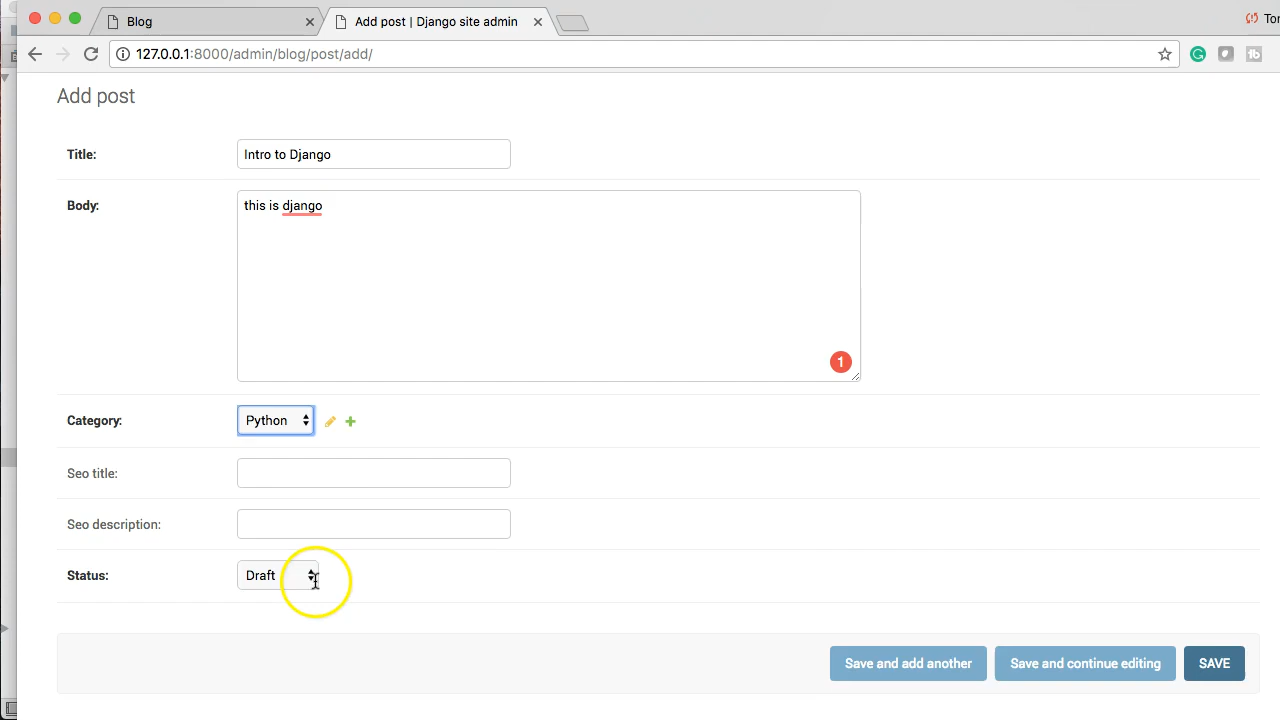 Blog
Add post | Django site admin
Tor
127.0.0.1:8000/admin/blog/post/add/
Add post
Title: Intro to Django
Body: this is django
1
Category: Python
Seo title:
Seo description:
Status: Draft
Save and add another Save and continue editing SAVE